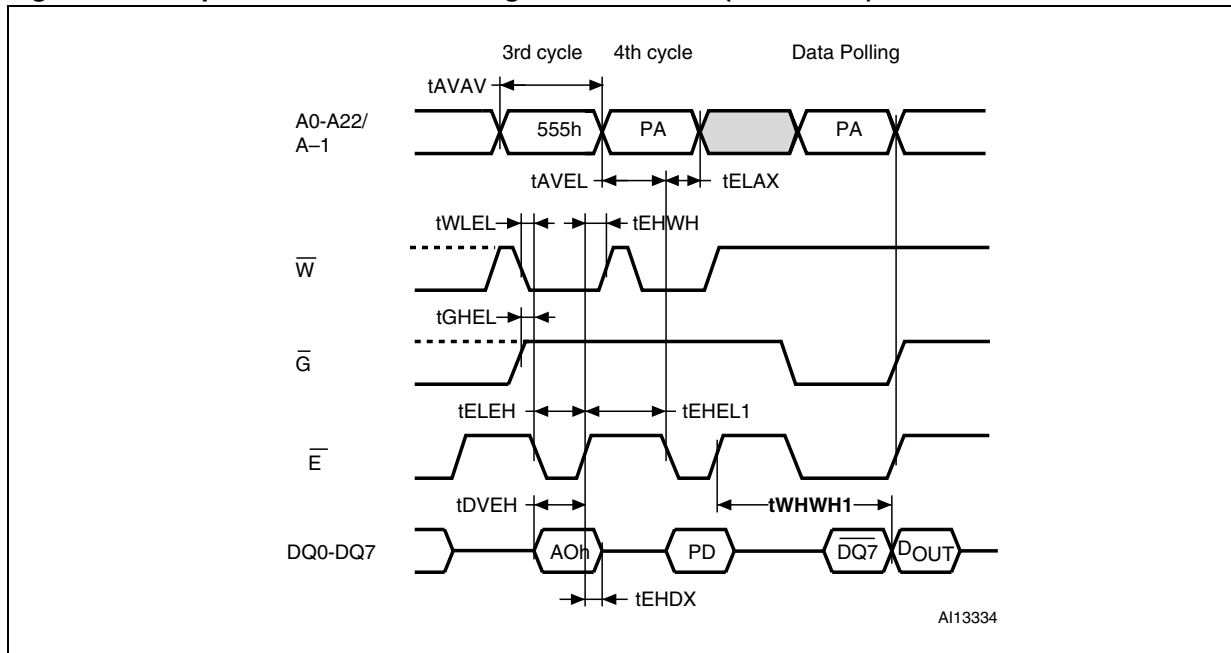 3rd cycle 4th cycle Data Polling
tAVAV
A0-A22/
A–1
555h PA PA
tAVEL tELAX
tWLEL tEHWH
W
tGHEL
G
tELEH tEHEL1
E
tDVEH tWHWH1
DQ0-DQ7 AOh PD DQ7 DOUT
tEHDX
AI13334